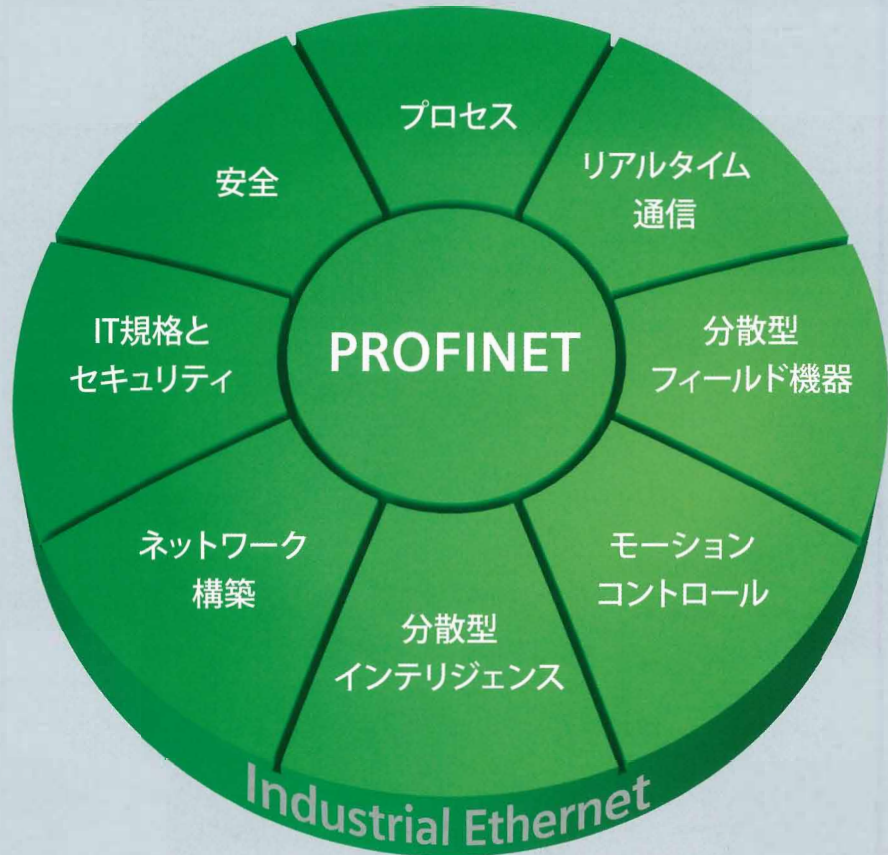 プロセス
リアルタイム
通信
分散型
フィールド機器
モーション
コントロール
分散型
インテリジェンス
ネットワーク
構築
IT規格と
セキュリティ
安全
PROFINET
Industrial Ethernet